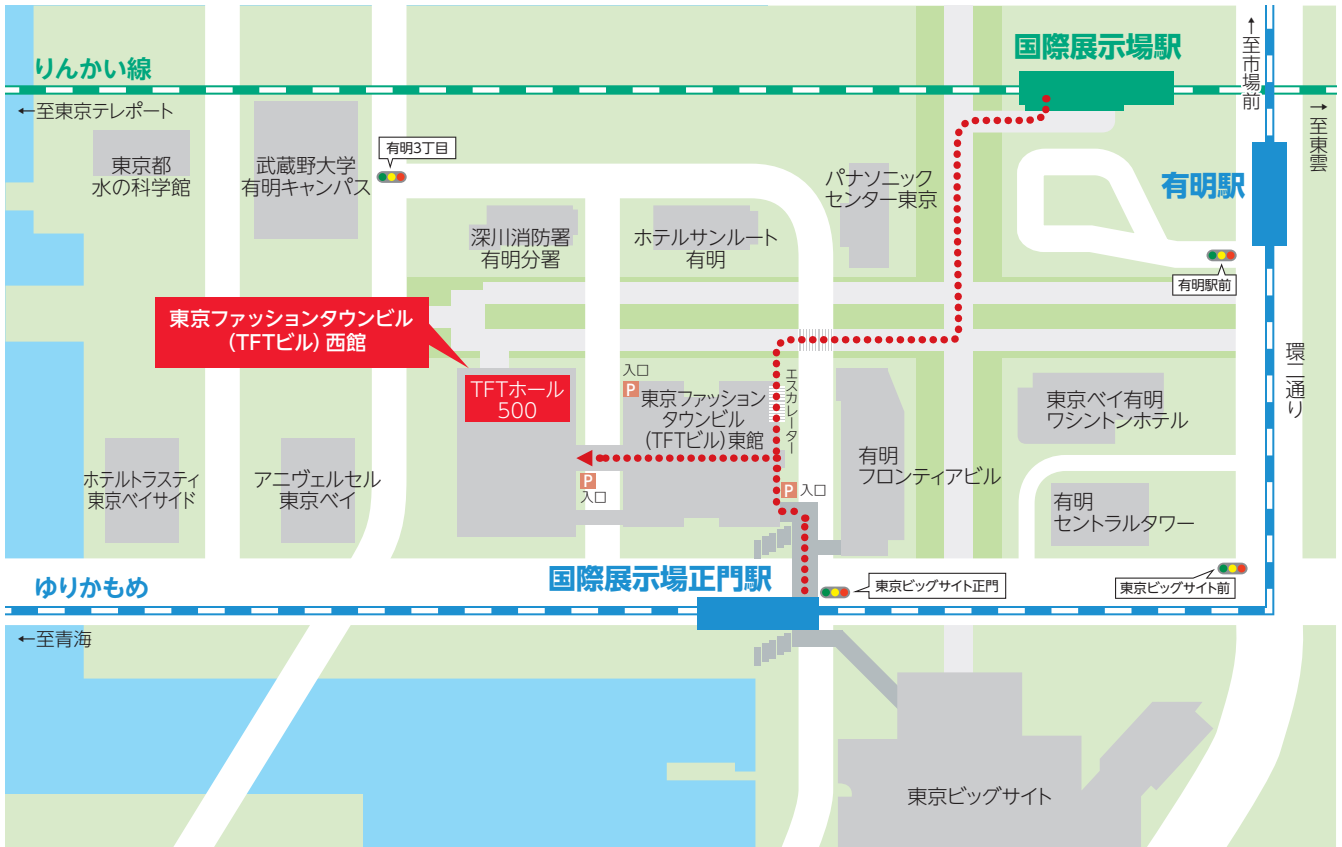 国際展示場駅
↑至市場前
りんかい線
←至東京テレポート
→至東雲
有明3丁目
東京都
水の科学館
武蔵野大学
有明キャンパス
パナソニック
センター東京
有明駅
深川消防署
有明分署
ホテルサンルート
有明
有明駅前
東京ファッションタウンビル
(TFTビル) 西館
環二通り
入口
P
TFTホール
500
東京ファッション
タウンビル
(TFTビル)東館
エスカレーター
東京ベイ有明
ワシントンホテル
ホテルトラスティ
東京ベイサイド
アニヴェルセル
東京ベイ
有明
フロンティアビル
P
入口
P 入口
有明
セントラルタワー
ゆりかもめ
国際展示場正門駅
東京ビッグサイト正門
東京ビッグサイト前
←至青海
東京ビッグサイト